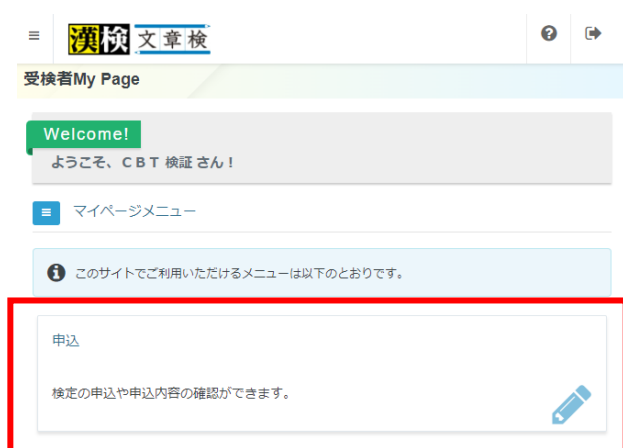 漢検 文章検
受検者My Page
Welcome!
ようこそ、CBT 検証 さん！
マイページメニュー
このサイトでご利用いただけるメニューは以下のとおりです。
申込
検定の申込や申込内容の確認ができます。